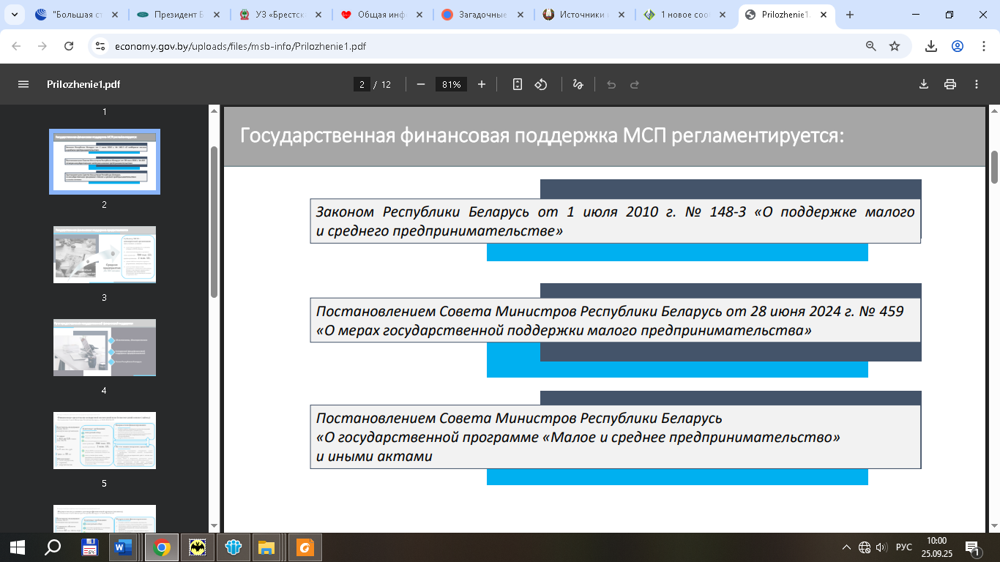 "Большая ст
Президент Б
УЗ «Брестск
Общая инф
Загадочные
Источники
1 новое соо
Prilozhenie1.
economy.gov.by/uploads/files/msb-info/Prilozhenie1.pdf
Prilozhenie1.pdf
2 / 12
81%
1
2
3
4
5
Государственная финансовая поддержка МСП регламентируется:
Законом Республики Беларусь от 1 июля 2010 г. № 148-З «О поддержке малого
и среднего предпринимательстве»
Постановлением Совета Министров Республики Беларусь от 28 июня 2024 г. № 459
«О мерах государственной поддержки малого предпринимательства»
Постановлением Совета Министров Республики Беларусь
«О государственной программе «Малое и среднее предпринимательство»
и иными актами
64
РУС
10:00
25.09.25
1